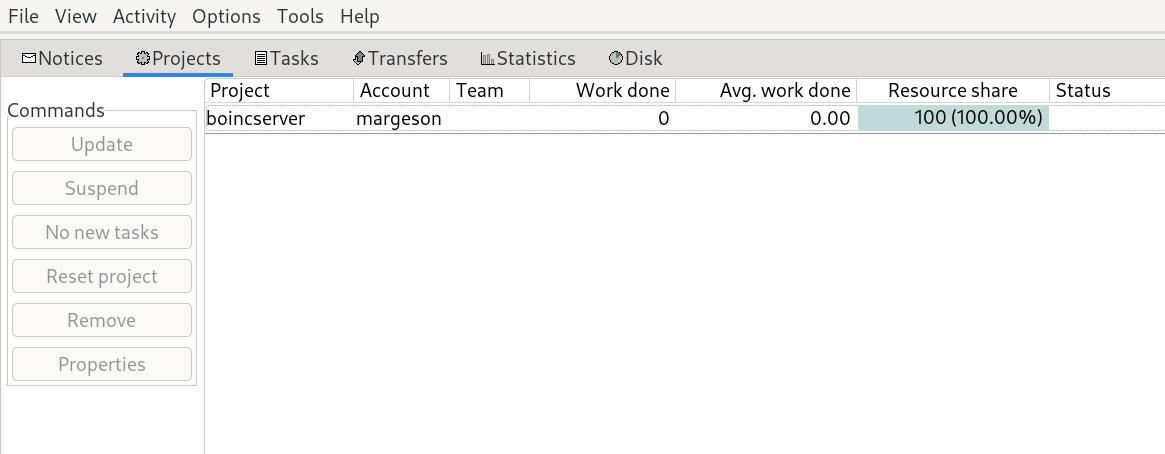 File View Activity Options Tools Help
Notices Projects Tasks Transfers Statistics Disk
Commands
Update
Suspend
No new tasks
Reset project
Remove
Properties
Project Account Team Work done Avg. work done Resource share Status
boincserver margeson 0 0.00 100 (100.00%)